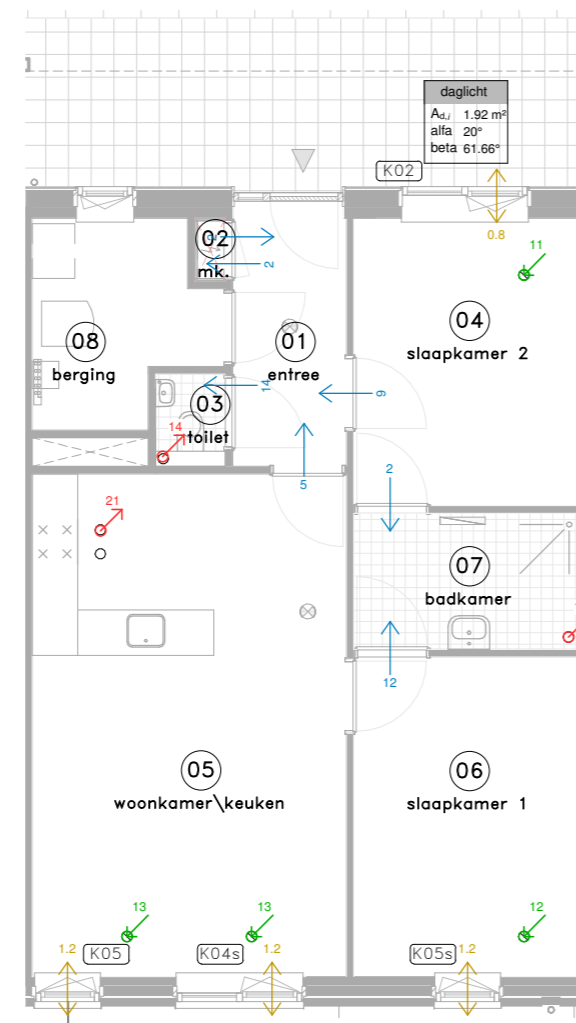 daglicht
Ad,i 1.92 m²
alfa 20°
beta 61.66°
K02
0.8
11
02
mk.
2
04
slaapkamer 2
08
berging
01
entree
03
toilet
14
9
14
5
2
21
07
badkamer
12
05
woonkamer\keuken
06
slaapkamer 1
13
13
12
1.2
K05
K04s
1.2
K05s
1.2